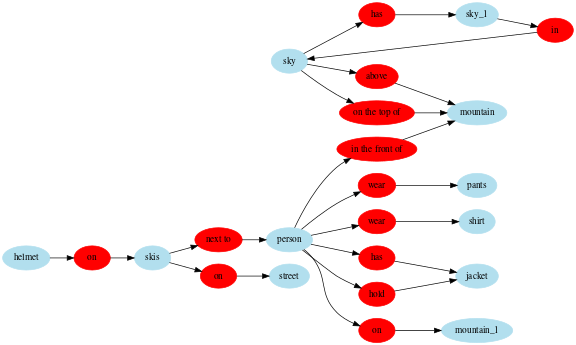 has
sky_1
in
sky
above
on the top of
mountain
in the front of
wear
pants
wear
shirt
helmet
on
skis
next to
person
has
on
street
jacket
hold
on
mountain_1